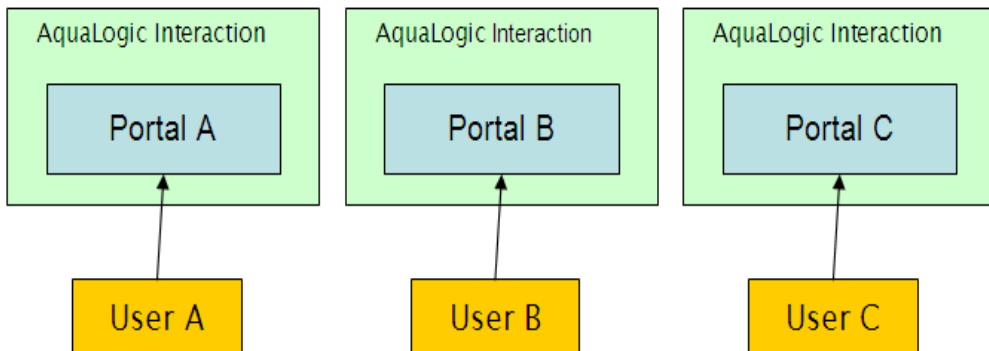 AquaLogic Interaction
AquaLogic Interaction
AquaLogic Interaction
Portal A
Portal B
Portal C
User A
User B
User C